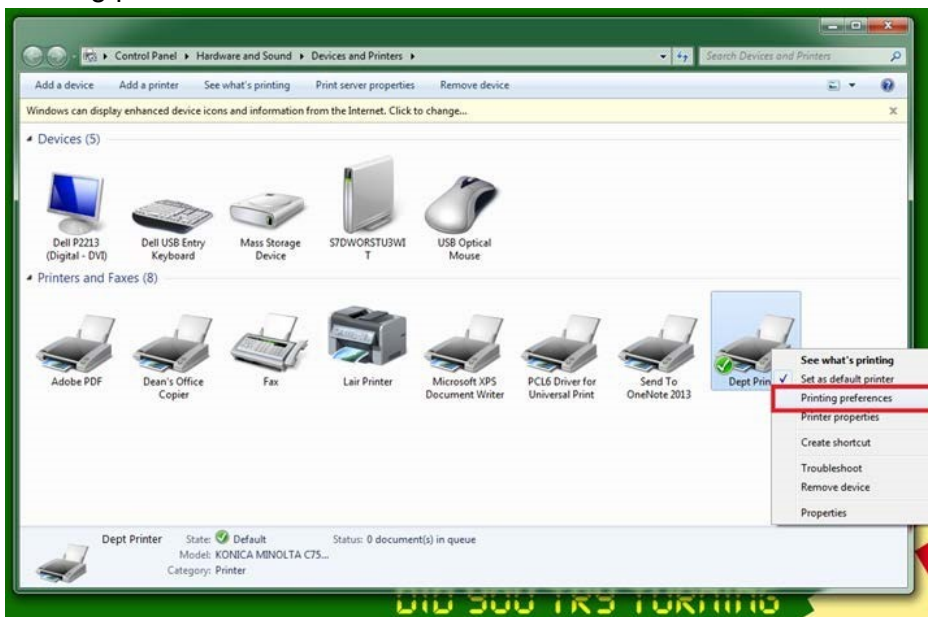 Control Panel ▸ Hardware and Sound ▸ Devices and Printers ▸
Search Devices and Printers
Add a device Add a printer See what's printing Print server properties Remove device
Windows can display enhanced device icons and information from the Internet. Click to change...
Devices (5)
Dell P2213 (Digital - DVI)
Dell USB Entry Keyboard
Mass Storage Device
S7DWORSTU3WI T
USB Optical Mouse
Printers and Faxes (8)
Adobe PDF
Dean's Office Copier
Fax
Lair Printer
Microsoft XPS Document Writer
PCL6 Driver for Universal Print
Send To OneNote 2013
Dept Prin
See what's printing
Set as default printer
Printing preferences
Printer properties
Create shortcut
Troubleshoot
Remove device
Properties
Dept Printer State: Default Status: 0 document(s) in queue
Model: KONICA MINOLTA C75...
Category: Printer
DID YOU TRY TURNING